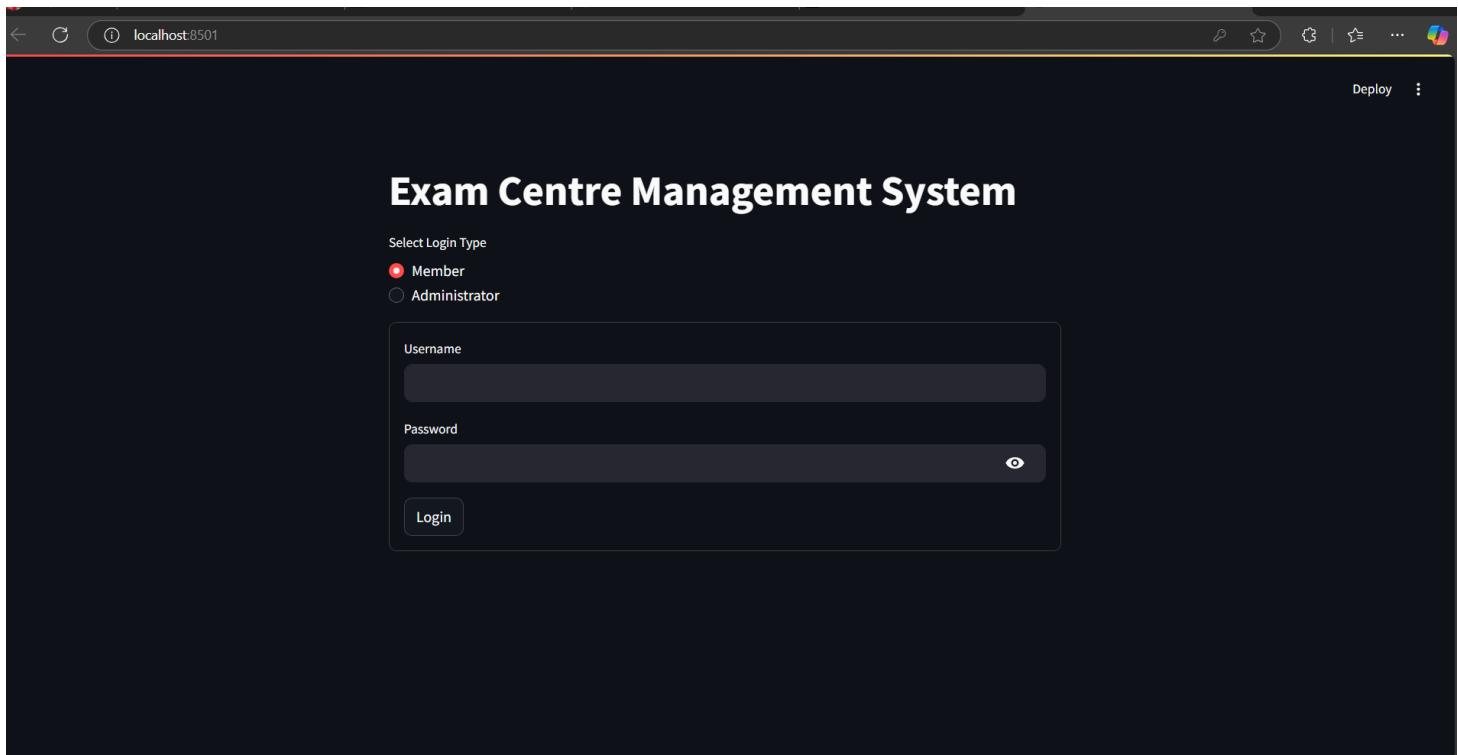 localhost:8501
Deploy
Exam Centre Management System
Select Login Type
Member
Administrator
Username
Password
Login